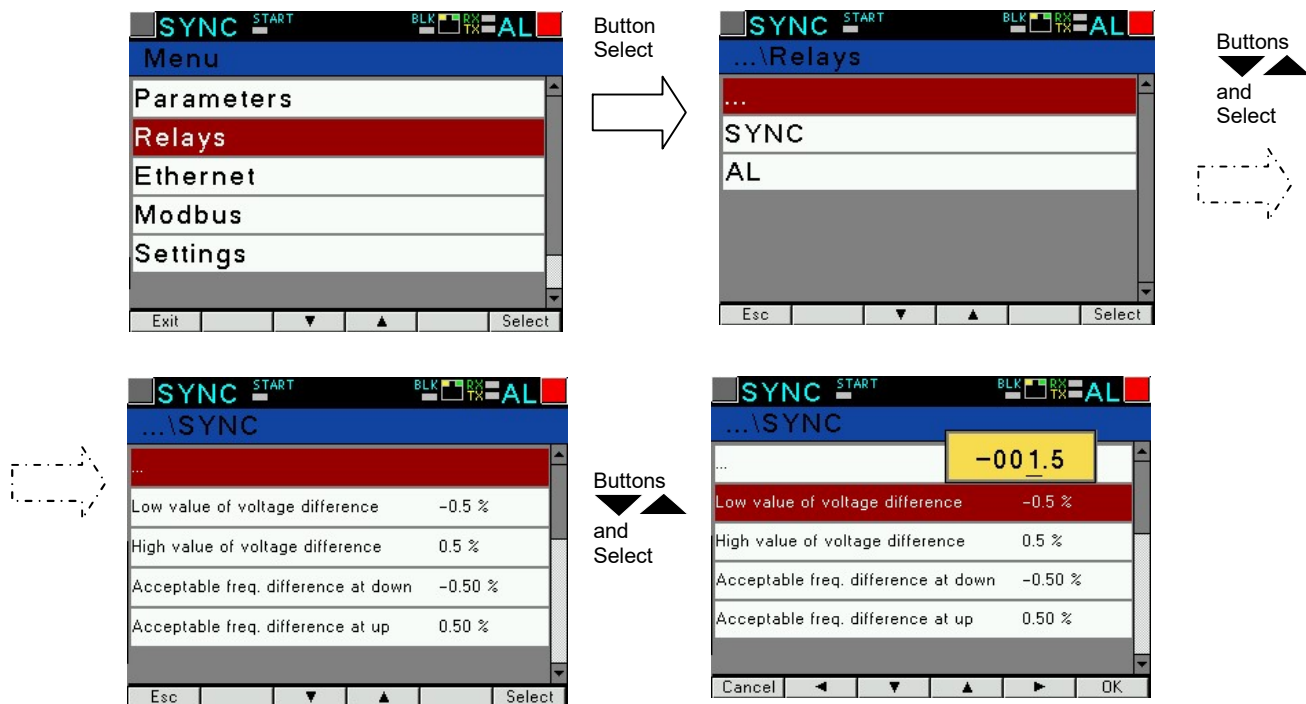 SYNC START BLK RX TX AL
Menu
Parameters
Relays
Ethernet
Modbus
Settings
Exit ▼ ▲ Select
Button
Select
SYNC START BLK RX TX AL
...\Relays
...
SYNC
AL
Esc ▼ ▲ Select
Buttons
▼▲
and
Select
SYNC START BLK RX TX AL
...\SYNC
...
Low value of voltage difference -0.5 %
High value of voltage difference 0.5 %
Acceptable freq. difference at down -0.50 %
Acceptable freq. difference at up 0.50 %
Esc ▼ ▲ Select
Buttons
▼▲
and
Select
SYNC START BLK RX TX AL
...\SYNC
...
-001.5
Low value of voltage difference -0.5 %
High value of voltage difference 0.5 %
Acceptable freq. difference at down -0.50 %
Acceptable freq. difference at up 0.50 %
Cancel ◄ ▼ ▲ ► OK